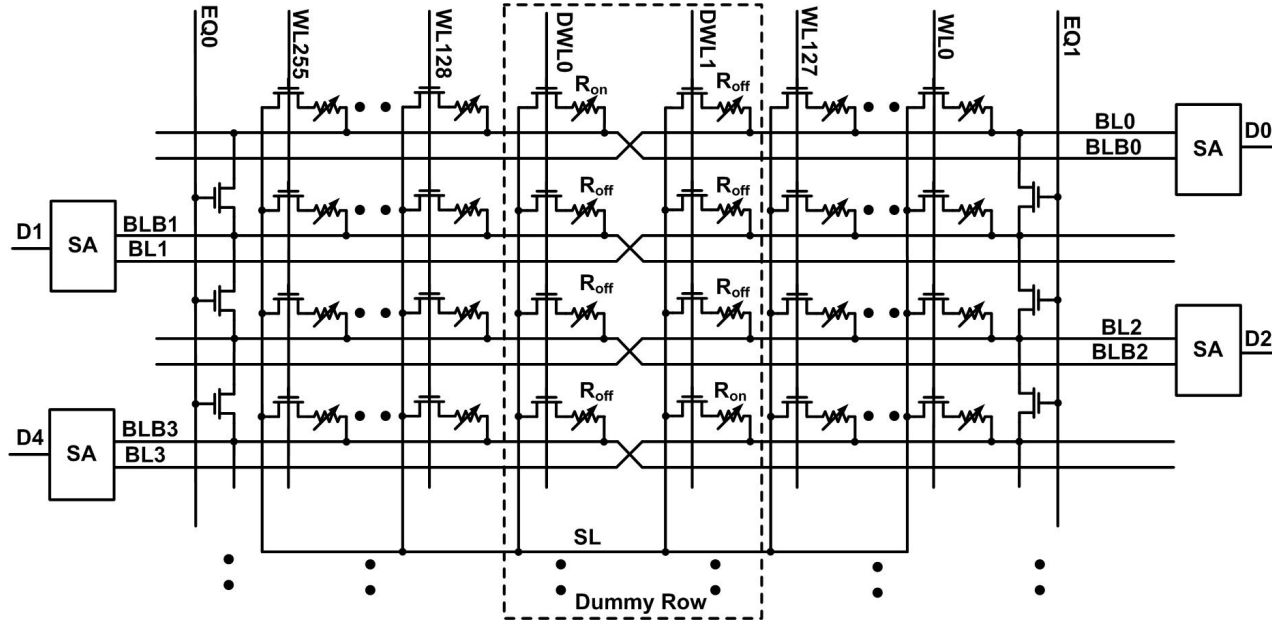 EQ0
WL255
WL128
DWL0
DWL1
WL127
WL0
EQ1
Ron
Roff
BL0
BLB0
SA
D0
Roff
Roff
D1
SA
BLB1
BL1
Roff
Roff
BL2
BLB2
SA
D2
Roff
Ron
D4
SA
BLB3
BL3
SL
Dummy Row